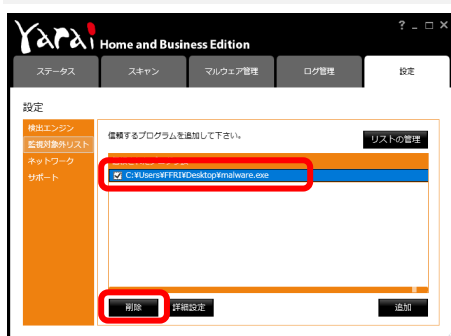 Yarai Home and Business Edition
? _ □ ×
ステータス
スキャン
マルウェア管理
ログ管理
設定
設定
検出エンジン
監視対象外リスト
ネットワーク
サポート
信頼するプログラムを追加して下さい。
リストの管理
C:¥Users¥FFRI¥Desktop¥malware.exe
削除
詳細設定
追加